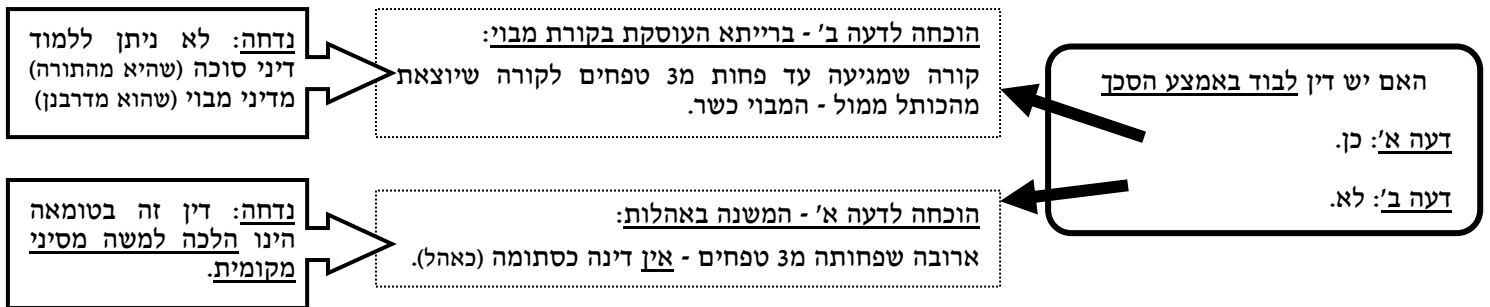 האם יש דין לבוד באמצע הסכך
דעה א': כן.
דעה ב': לא.
הוכחה לדעה ב' - ברייתא העוסקת בקורת מבוי:
קורה שמגיעה עד פחות מ3 טפחים לקורה שיוצאת
מהכותל ממול - המבוי כשר.
נדחה: לא ניתן ללמוד
דיני סוכה (שהיא מהתורה)
מדיני מבוי (שהוא מדרבנן)
הוכחה לדעה א' - המשנה באהלות:
ארובה שפחותה מ3 טפחים - אין דינה כסתומה (כאהל).
נדחה: דין זה בטומאה
הינו הלכה למשה מסיני
מקומית.